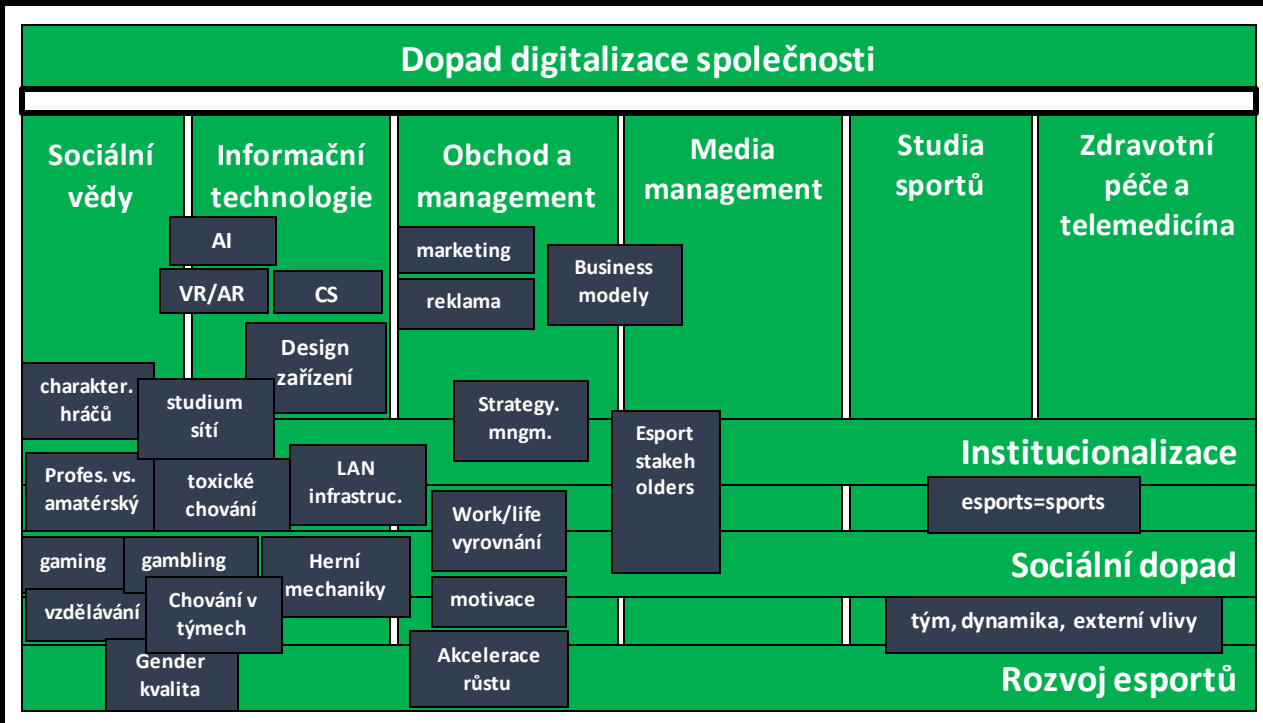 Dopad digitalizace společnosti
Sociální
vědy
Informační
technologie
Obchod a
management
Media
management
Studia
sportů
Zdravotní
péče a
telemedicína
AI
VR/AR
CS
Design
zařízení
marketing
reklama
Business
modely
charakter.
hráčů
studium
sítí
Strategy.
mngm.
Esport
stakeh
olders
Institucionalizace
Profes. vs.
amatérský
toxické
chování
LAN
infrastruc.
Work/life
vyrovnání
esports=sports
gaming
gambling
Herní
mechaniky
Sociální dopad
vzdělávání
Chování v
týmech
motivace
tým, dynamika, externí vlivy
Gender
kvalita
Akcelerace
růstu
Rozvoj esportů